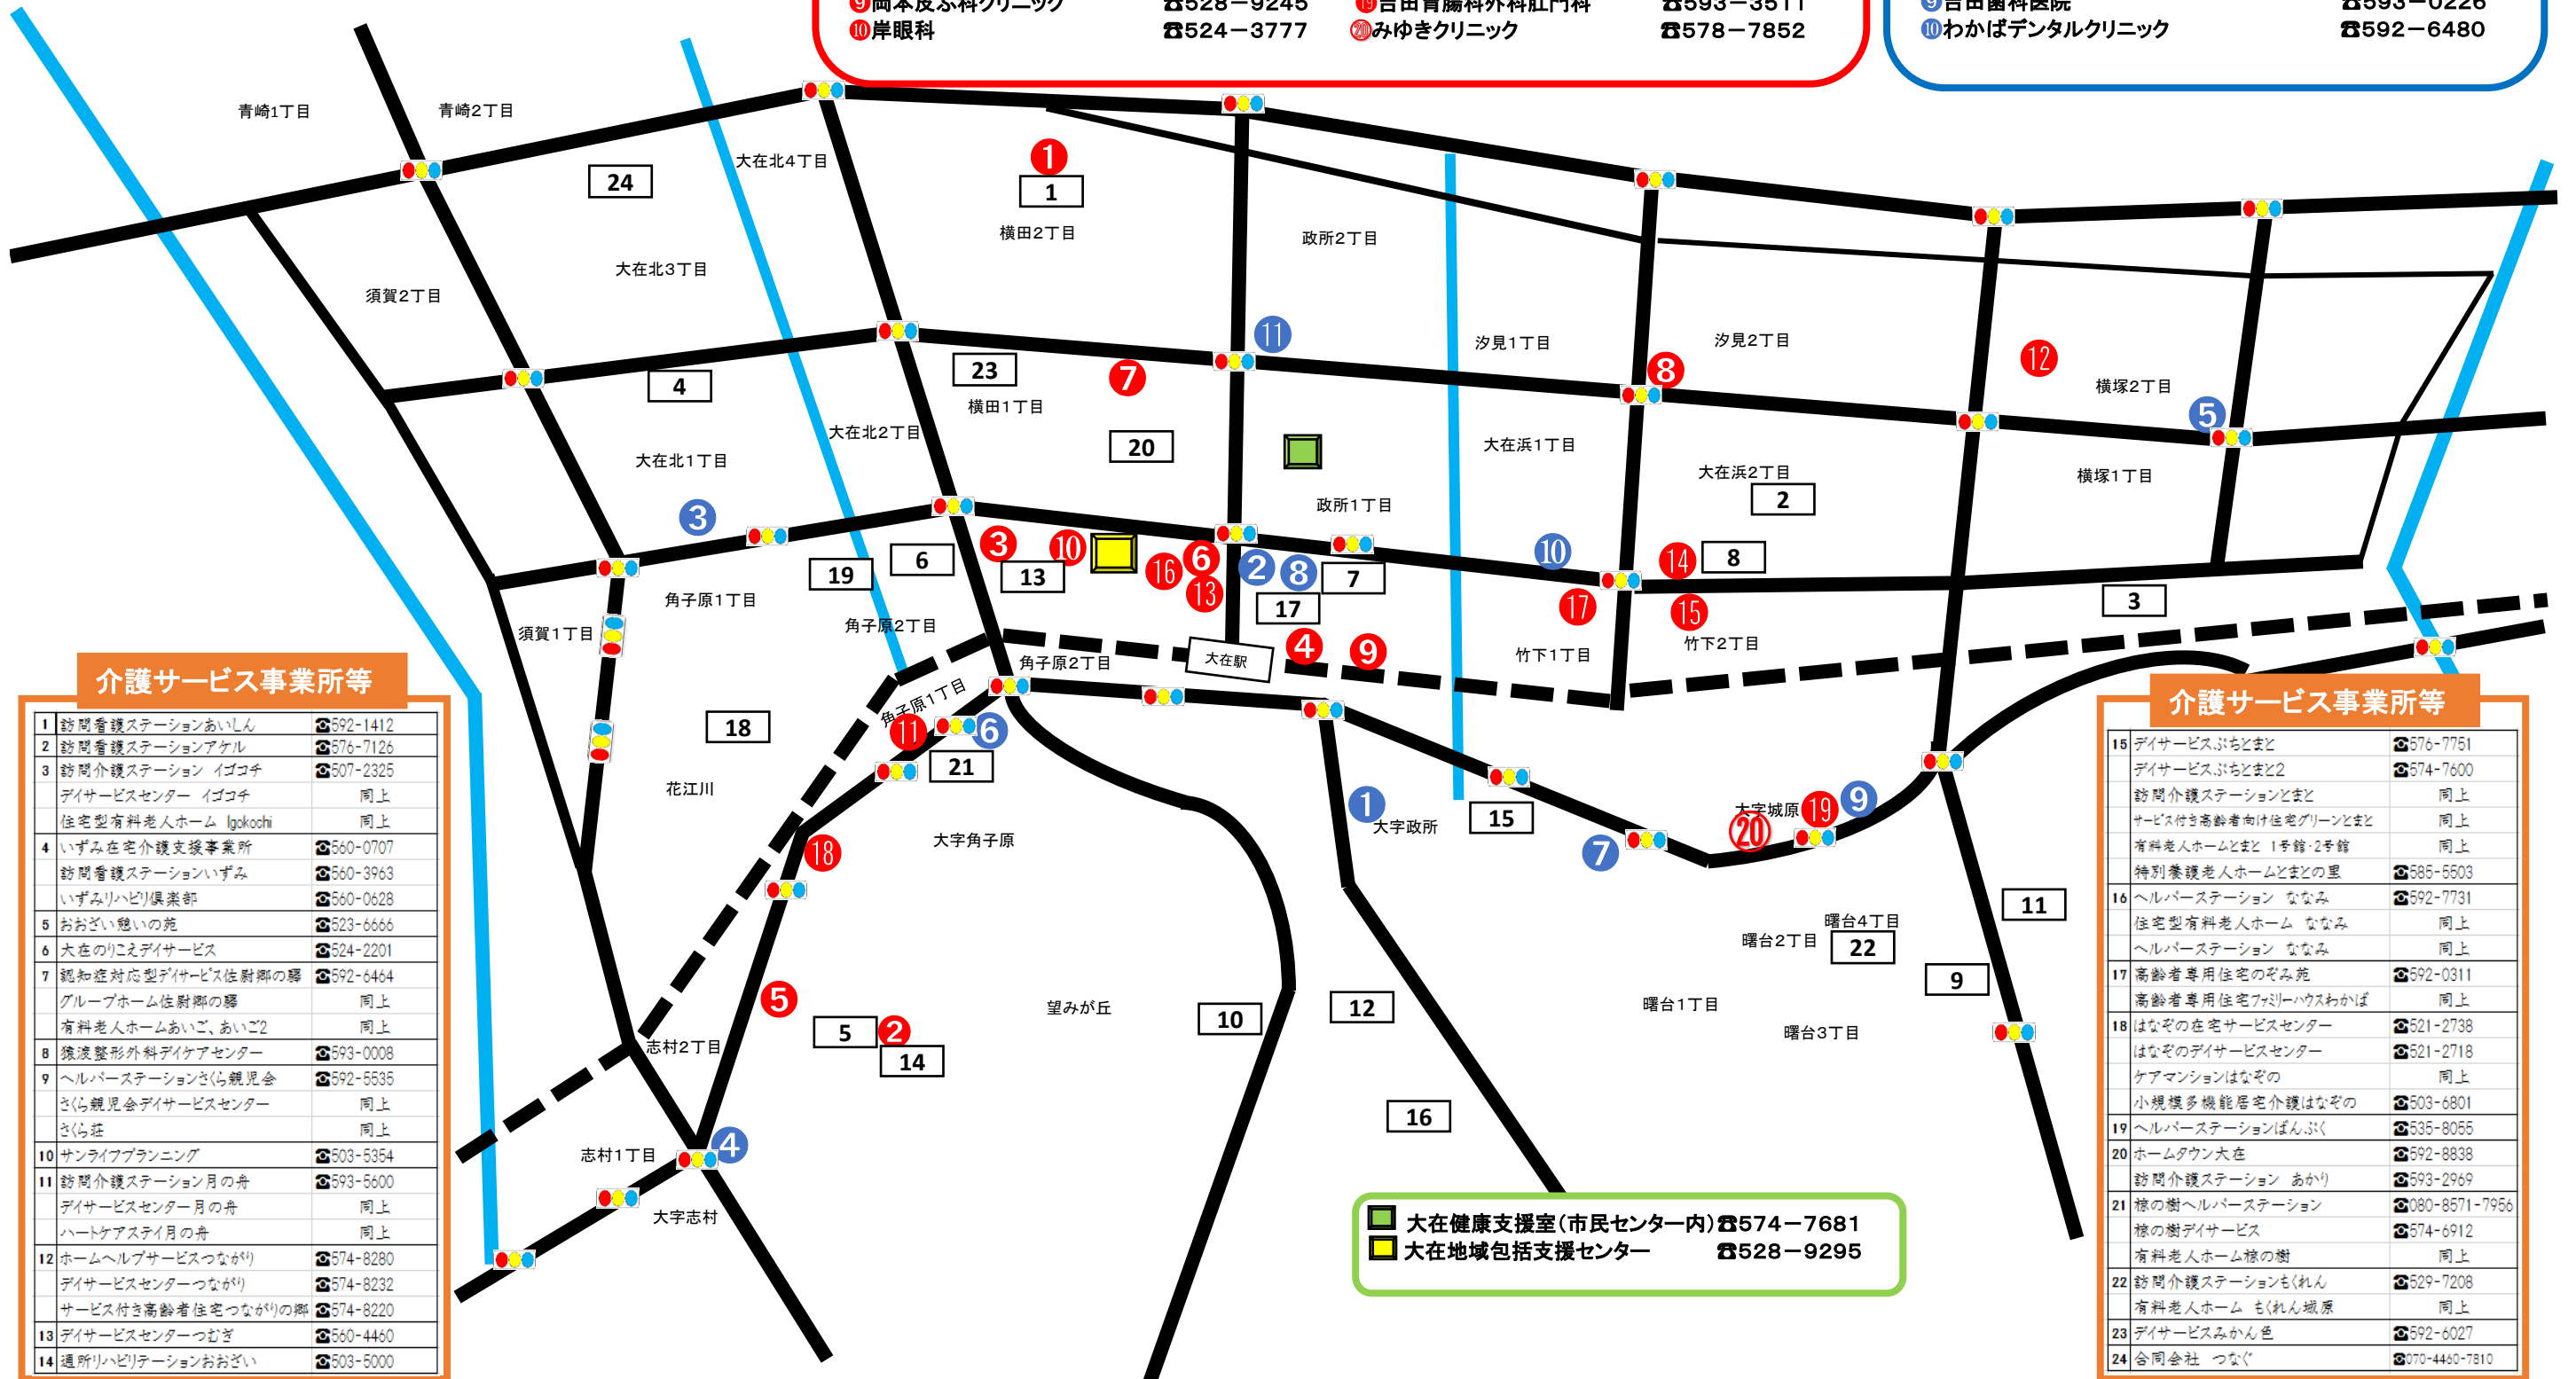 ❾岡本皮ふ科クリニック ☎528－9245 ⓳吉田胃腸科外科肛門科 ☎593－3511
❿岸眼科 ☎524－3777 ⑳みゆきクリニック ☎578－7852
❾吉田歯科医院 ☎593－0226
❿わかばデンタルクリニック ☎592－6480
青崎1丁目
青崎2丁目
大在北4丁目
24
1
1
横田2丁目
政所2丁目
大在北3丁目
須賀2丁目
11
汐見1丁目
汐見2丁目
12
横塚2丁目
4
23
7
8
5
横田1丁目
大在北2丁目
大在北1丁目
20
大在浜1丁目
大在浜2丁目
横塚1丁目
2
政所1丁目
3
19
6
3
10
13
16
6
13
2
8
7
17
10
14
8
17
15
3
角子原1丁目
須賀1丁目
角子原2丁目
角子原2丁目
大在駅
4
9
竹下1丁目
竹下2丁目
角子原1丁目
18
11
6
21
花江川
大字角子原
18
1
大字政所
15
7
大字城原
20
19
9
曙台4丁目
曙台2丁目
22
11
9
曙台1丁目
曙台3丁目
5
5
2
14
望みが丘
10
12
16
志村2丁目
志村1丁目
4
大字志村
介護サービス事業所等
1 訪問看護ステーションあいしん ☎592-1412
2 訪問看護ステーションアケル ☎576-7126
3 訪問介護ステーション イゴコチ ☎507-2325
デイサービスセンター イゴコチ 同上
住宅型有料老人ホーム Igokochi 同上
4 いずみ在宅介護支援事業所 ☎560-0707
訪問看護ステーションいずみ ☎560-3963
いずみリハビリ倶楽部 ☎560-0628
5 おおざい憩いの苑 ☎523-6666
6 大在のりこえデイサービス ☎524-2201
7 認知症対応型デイサービス佐尉郷の驛 ☎592-6464
グループホーム佐尉郷の驛 同上
有料老人ホームあいご、あいご2 同上
8 猿渡整形外科デイケアセンター ☎593-0008
9 ヘルパーステーションさくら親児会 ☎592-5535
さくら親児会デイサービスセンター 同上
さくら荘 同上
10 サンライフプランニング ☎503-5354
11 訪問介護ステーション月の舟 ☎593-5600
デイサービスセンター月の舟 同上
ハートケアステイ月の舟 同上
12 ホームヘルプサービスつながり ☎574-8280
デイサービスセンターつながり ☎574-8232
サービス付き高齢者住宅つながりの郷 ☎574-8220
13 デイサービスセンターつむぎ ☎560-4460
14 通所リハビリテーションおおざい ☎503-5000
介護サービス事業所等
15 デイサービスぷちとまと ☎576-7751
デイサービスぷちとまと2 ☎574-7600
訪問介護ステーションとまと 同上
サービス付き高齢者向け住宅グリーンとまと 同上
有料老人ホームとまと 1号館・2号館 同上
特別養護老人ホームとまとの里 ☎585-5503
16 ヘルパーステーション ななみ ☎592-7731
住宅型有料老人ホーム ななみ 同上
ヘルパーステーション ななみ 同上
17 高齢者専用住宅のぞみ苑 ☎592-0311
高齢者専用住宅ファミリーハウスわかば 同上
18 はなぞの在宅サービスセンター ☎521-2738
はなぞのデイサービスセンター ☎521-2718
ケアマンションはなぞの 同上
小規模多機能居宅介護はなぞの ☎503-6801
19 ヘルパーステーションばんぷく ☎535-8055
20 ホームタウン大在 ☎592-8838
訪問介護ステーション あかり ☎593-2969
21 椋の樹ヘルパーステーション ☎080-8571-7956
椋の樹デイサービス ☎574-6912
有料老人ホーム椋の樹 同上
22 訪問介護ステーションもくれん ☎529-7208
有料老人ホーム もくれん城原 同上
23 デイサービスみかん色 ☎592-6027
24 合同会社 つなぐ ☎070-4460-7810
大在健康支援室（市民センター内）☎574－7681
大在地域包括支援センター ☎528－9295